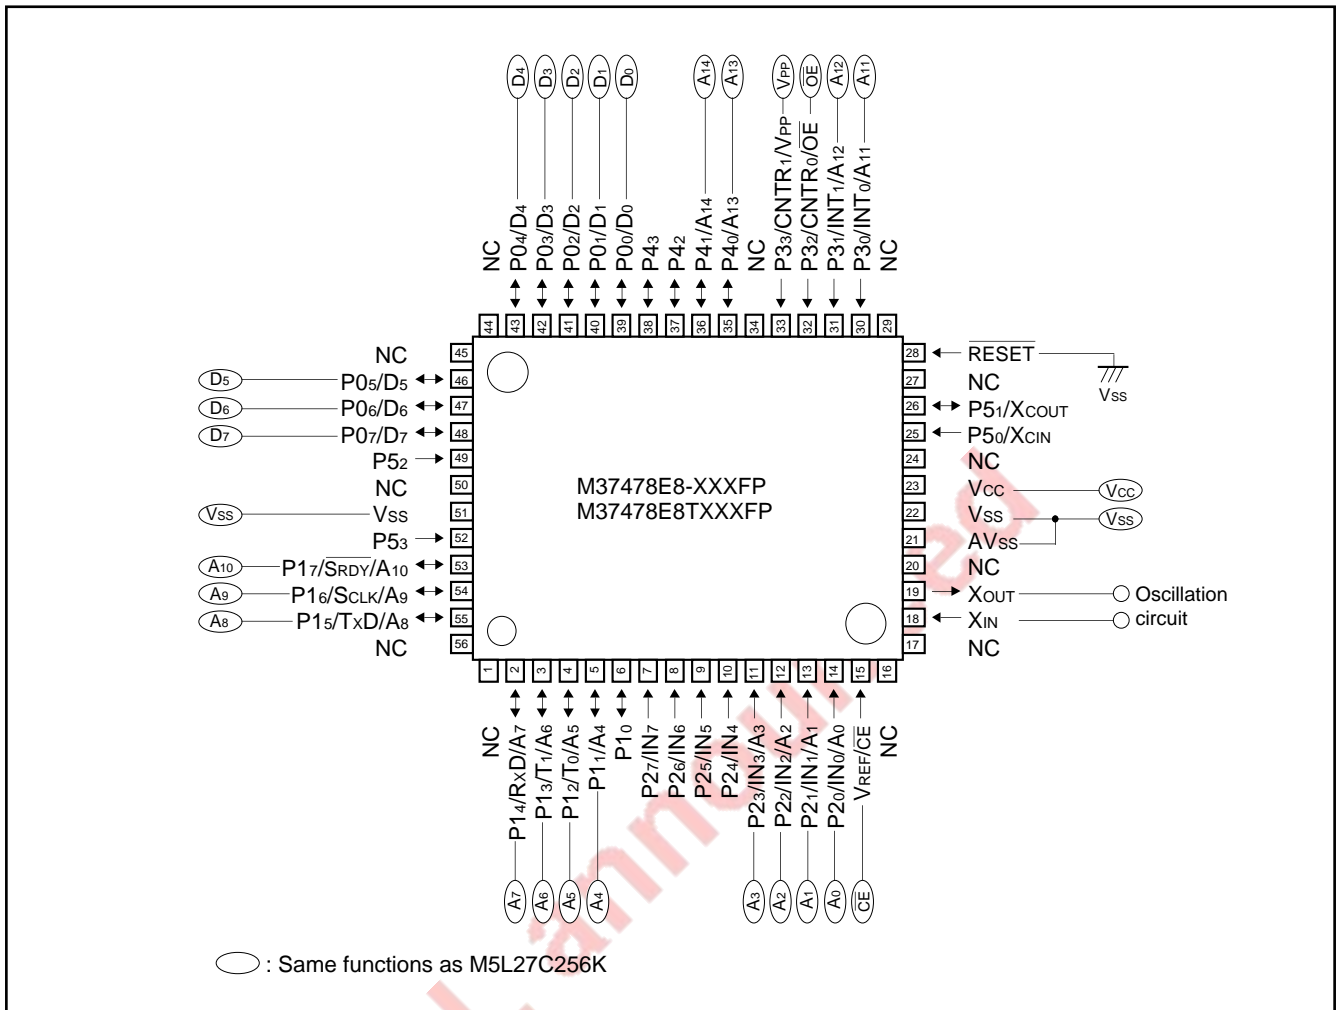 D4 D3 D2 D1 D0 A14 A13 VPP OE A12 A11
NC P04/D4 P03/D3 P02/D2 P01/D1 P00/D0 P43 P42 P41/A14 P40/A13 NC P33/CNTR1/VPP P32/CNTR0/OE P31/INT1/A12 P30/INT0/A11 NC
44 43 42 41 40 39 38 37 36 35 34 33 32 31 30 29
NC 45
D5 P05/D5 46
D6 P06/D6 47
D7 P07/D7 48
P52 49
NC 50
VSS VSS 51
P53 52
A10 P17/SRDY/A10 53
A9 P16/SCLK/A9 54
A8 P15/TXD/A8 55
NC 56
M37478E8-XXXFP
M37478E8TXXXFP
28 RESET
VSS
27 NC
26 P51/XCOUT
25 P50/XCIN
24 NC
23 VCC VCC
22 VSS VSS
21 AVSS
20 NC
19 XOUT Oscillation
18 XIN circuit
17 NC
1 2 3 4 5 6 7 8 9 10 11 12 13 14 15 16
NC P14/RXD/A7 P13/T1/A6 P12/T0/A5 P11/A4 P10 P27/IN7 P26/IN6 P25/IN5 P24/IN4 P23/IN3/A3 P22/IN2/A2 P21/IN1/A1 P20/IN0/A0 VREF/CE NC
A7 A6 A5 A4 A3 A2 A1 A0 CE
: Same functions as M5L27C256K
announced